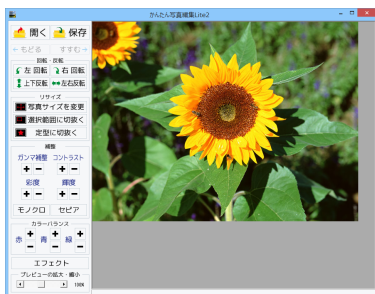 かんたん写真編集Lite2
開く 保存
←もどる すすむ→
回転・反転
左 回転 右 回転
上下反転 左右反転
リサイズ
写真サイズを変更
選択範囲に切抜く
定型に切抜く
補整
ガンマ補整 コントラスト
+ − + −
彩度 輝度
+ − + −
モノクロ セピア
カラーバランス
赤 + − 青 + − 緑 + −
エフェクト
プレビューの拡大・縮小
100%